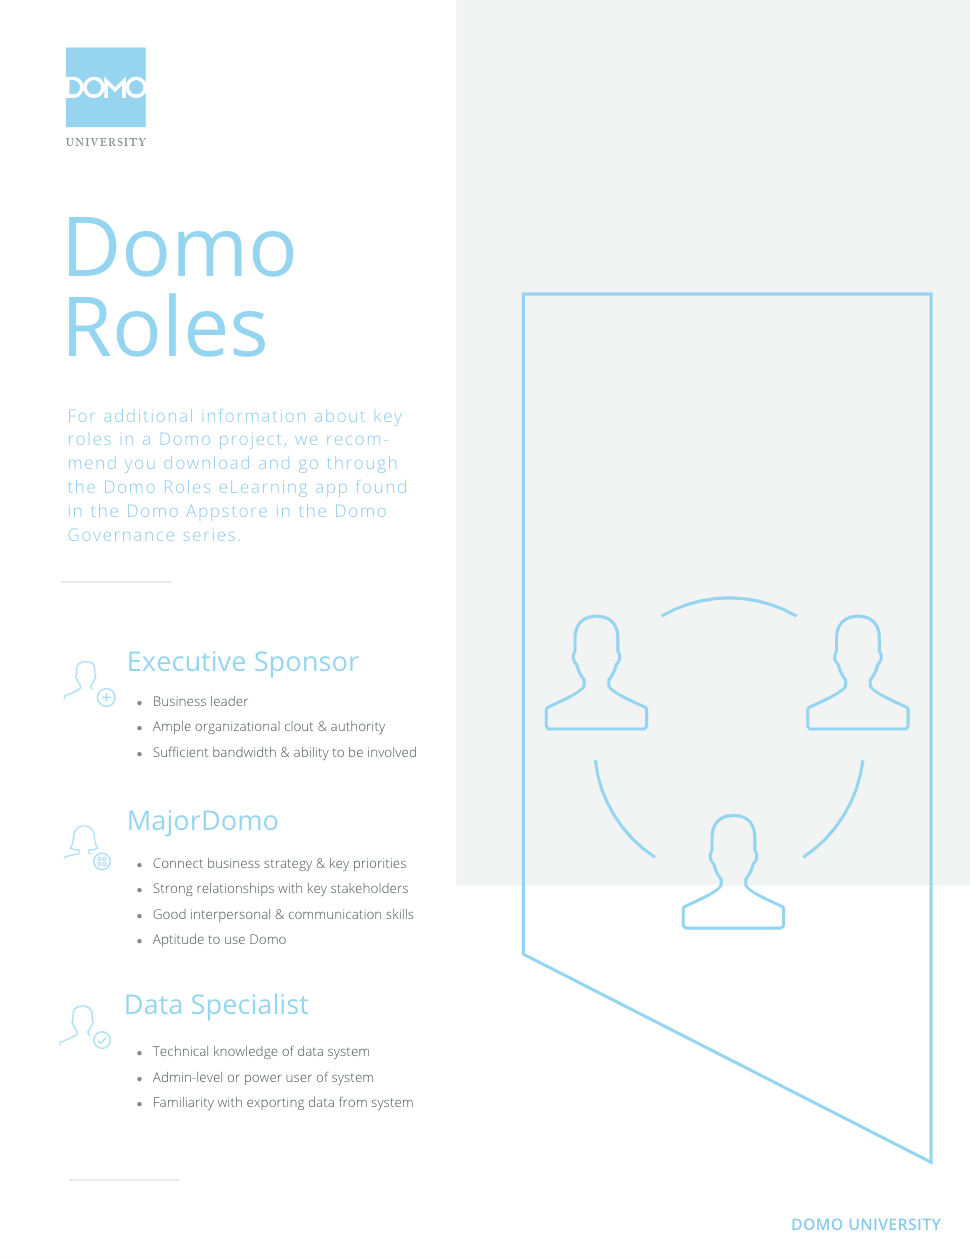 DOMO
UNIVERSITY
Domo
Roles
For additional information about key
roles in a Domo project, we recom-
mend you download and go through
the Domo Roles eLearning app found
in the Domo Appstore in the Domo
Governance series.
Executive Sponsor
• Business leader
• Ample organizational clout & authority
• Sufficient bandwidth & ability to be involved
MajorDomo
• Connect business strategy & key priorities
• Strong relationships with key stakeholders
• Good interpersonal & communication skills
• Aptitude to use Domo
Data Specialist
• Technical knowledge of data system
• Admin-level or power user of system
• Familiarity with exporting data from system
DOMO UNIVERSITY